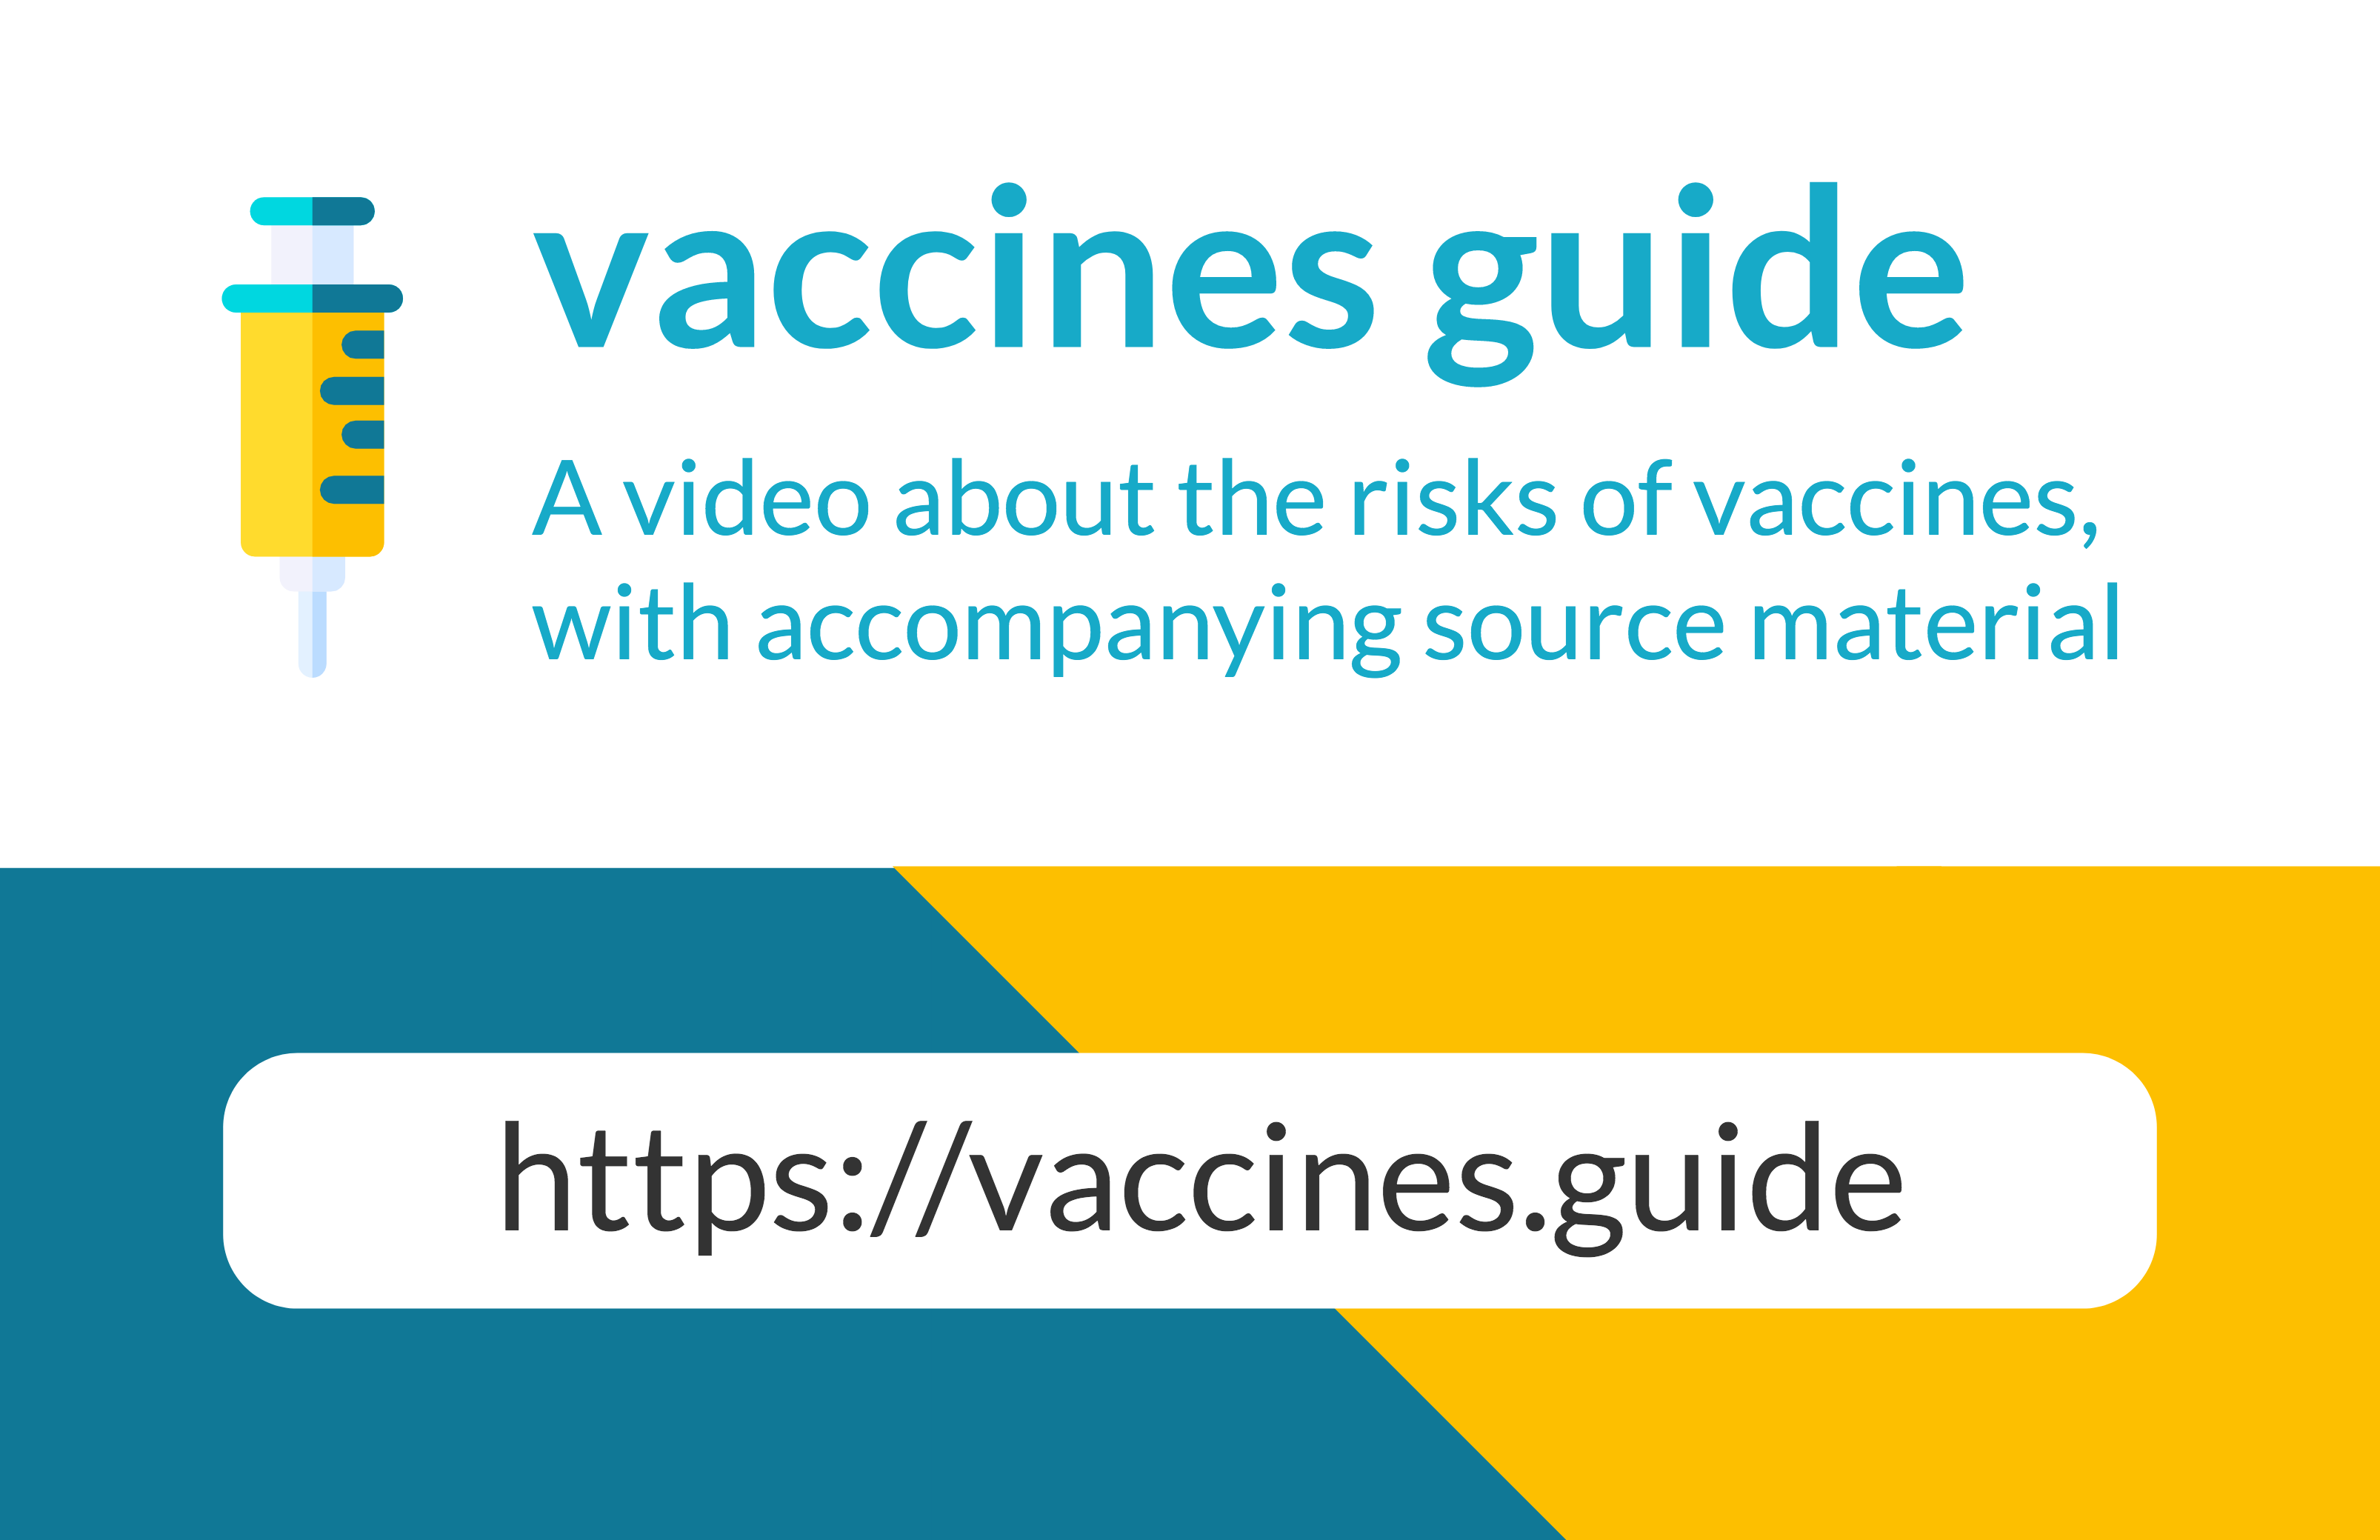 vaccines guide
A video about the risks of vaccines,
with accompanying source material
https://vaccines.guide